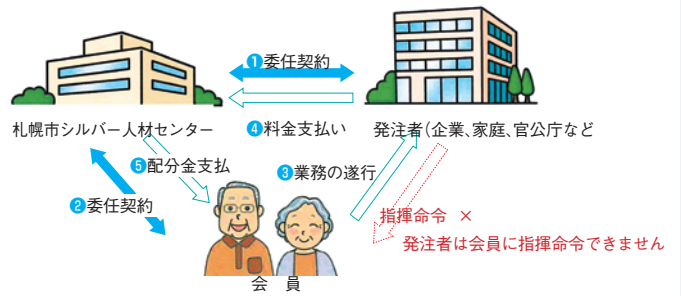 ❶委任契約
札幌市シルバー人材センター
❹料金支払い
発注者(企業、家庭、官公庁など
❺配分金支払
❸業務の遂行
❷委任契約
指揮命令 ×
発注者は会員に指揮命令できません
会 員